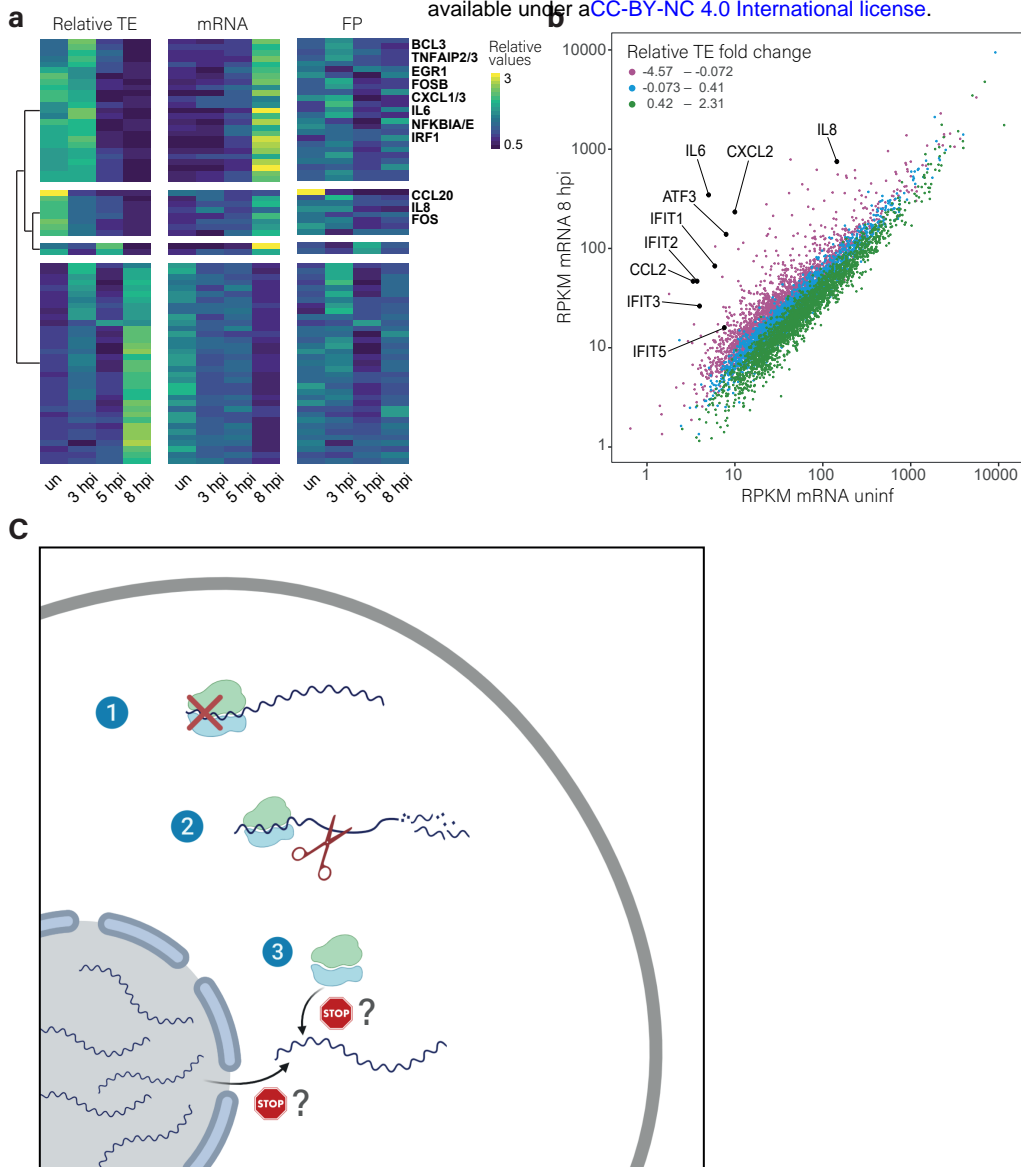 available under aCC-BY-NC 4.0 International license.
a
Relative TE
mRNA
FP
BCL3
TNFAIP2/3
EGR1
FOSB
CXCL1/3
IL6
NFKBIA/E
IRF1
CCL20
IL8
FOS
Relative
values
3
0.5
un
3 hpi
5 hpi
8 hpi
un
3 hpi
5 hpi
8 hpi
un
3 hpi
5 hpi
8 hpi
b
Relative TE fold change
-4.57 – -0.072
-0.073 – 0.41
0.42 – 2.31
RPKM mRNA 8 hpi
10000
1000
100
10
1
IL8
IL6
CXCL2
ATF3
IFIT1
IFIT2
CCL2
IFIT3
IFIT5
1
10
100
1000
10000
RPKM mRNA uninf
c
1
2
3
STOP ?
STOP ?